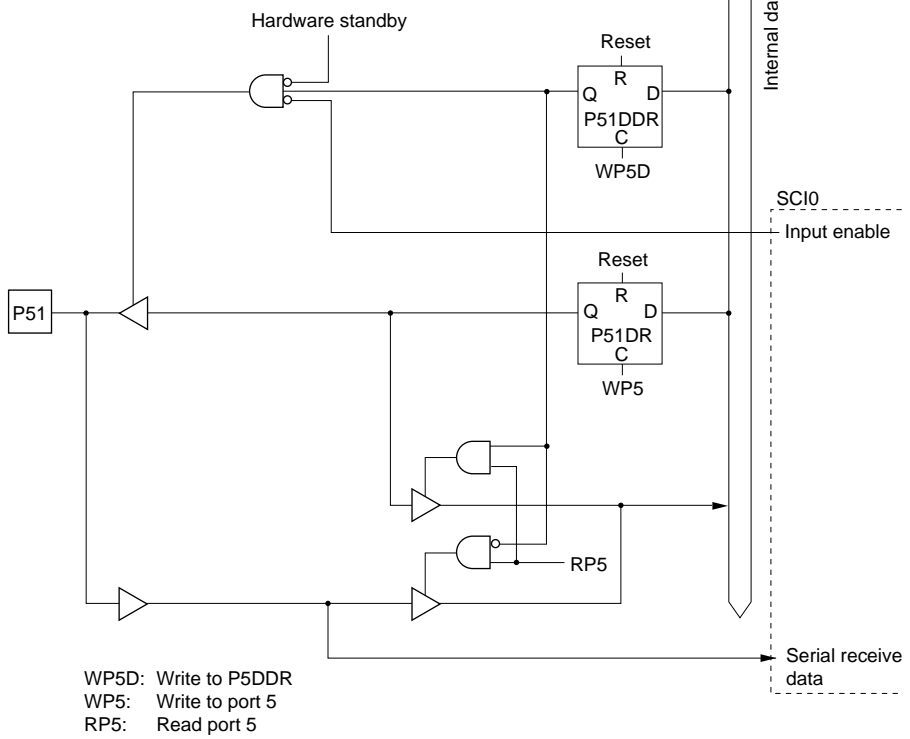 Hardware standby
Internal da
Reset
R
Q D
P51DDR
C
WP5D
SCI0
Input enable
Reset
R
P51
Q D
P51DR
C
WP5
RP5
Serial receive
data
WP5D: Write to P5DDR
WP5: Write to port 5
RP5: Read port 5